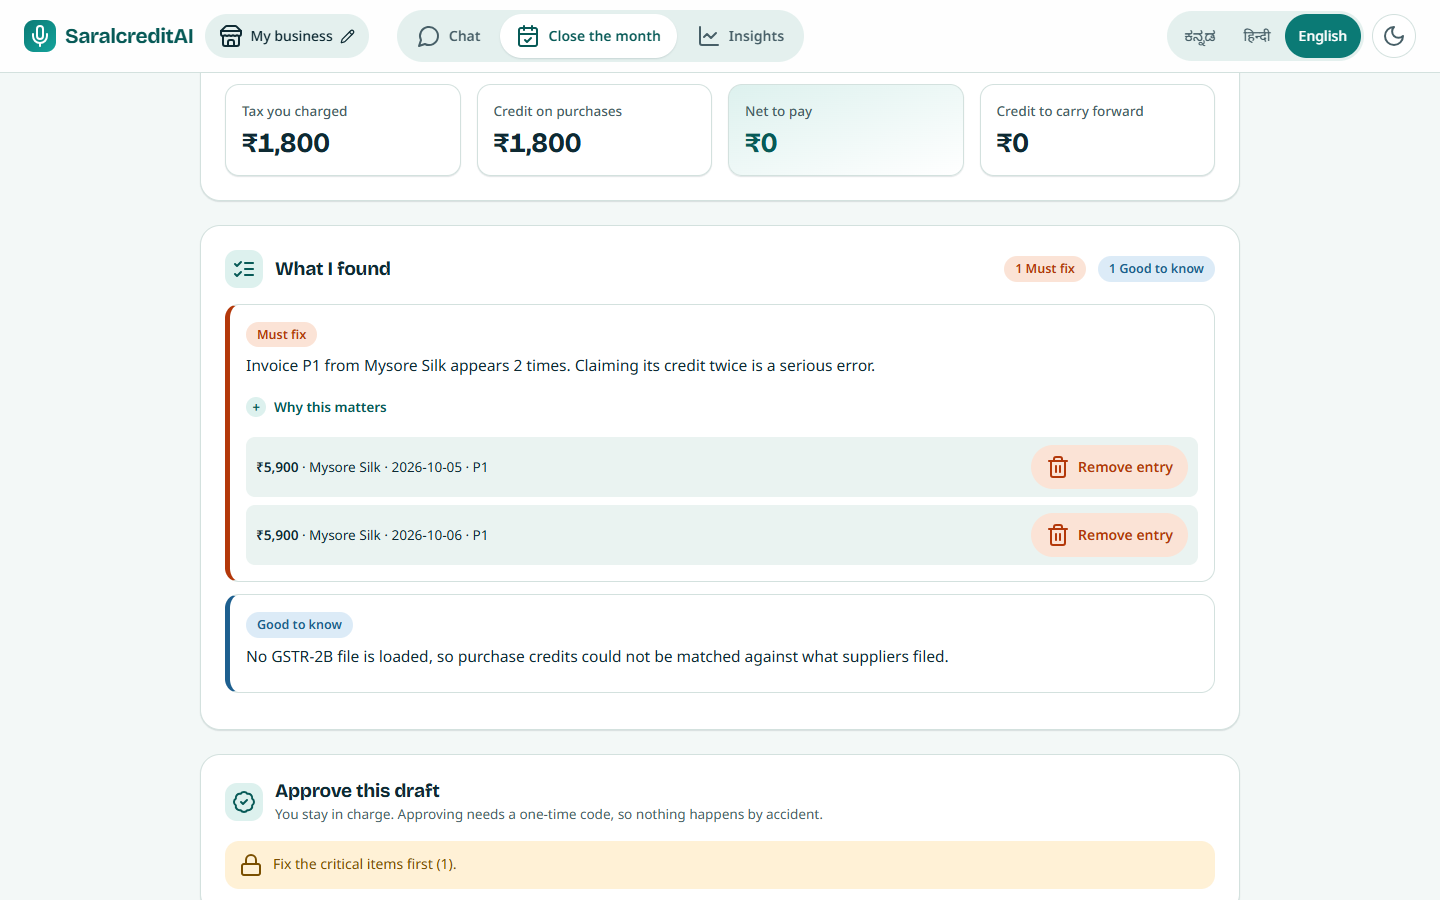 SaralcreditAI
My business
Chat
Close the month
Insights
ಕನ್ನಡ
हिन्दी
English
Tax you charged
₹1,800
Credit on purchases
₹1,800
Net to pay
₹0
Credit to carry forward
₹0
What I found
1 Must fix
1 Good to know
Must fix
Invoice P1 from Mysore Silk appears 2 times. Claiming its credit twice is a serious error.
+ Why this matters
₹5,900 · Mysore Silk · 2026-10-05 · P1
Remove entry
₹5,900 · Mysore Silk · 2026-10-06 · P1
Remove entry
Good to know
No GSTR-2B file is loaded, so purchase credits could not be matched against what suppliers filed.
Approve this draft
You stay in charge. Approving needs a one-time code, so nothing happens by accident.
Fix the critical items first (1).